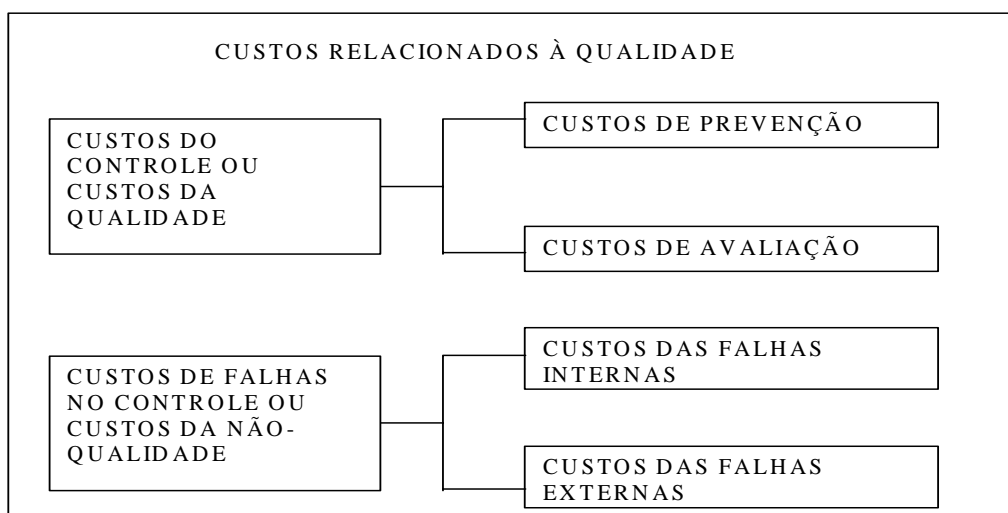 CUSTOS RELACIONADOS À QUALIDADE
CUSTOS DO
CONTROLE OU
CUSTOS DA
QUALIDADE
CUSTOS DE PREVENÇÃO
CUSTOS DE AVALIAÇÃO
CUSTOS DE FALHAS
NO CONTROLE OU
CUSTOS DA NÃO-
QUALIDADE
CUSTOS DAS FALHAS
INTERNAS
CUSTOS DAS FALHAS
EXTERNAS